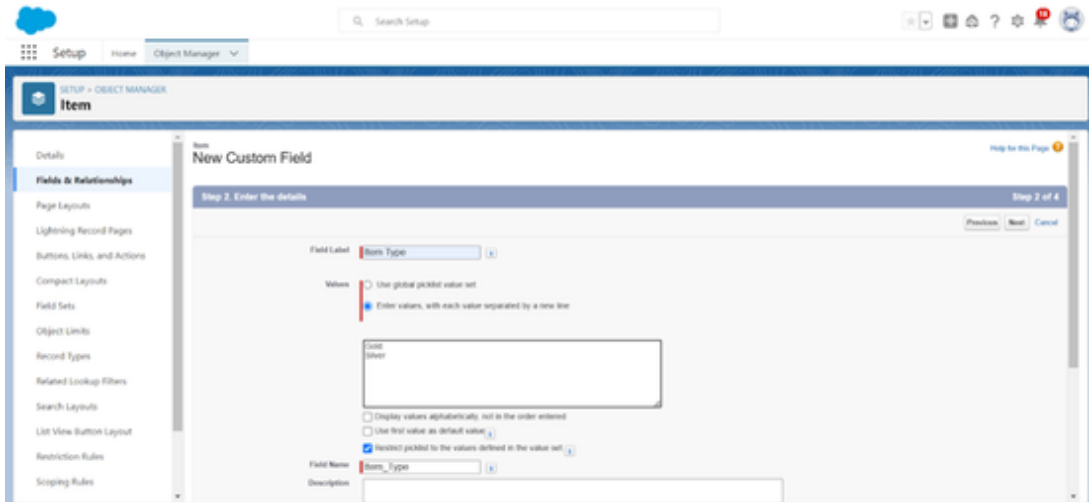 Search Setup
10
Setup
Home
Object Manager
SETUP > OBJECT MANAGER
Item
Details
Fields & Relationships
Page Layouts
Lightning Record Pages
Buttons, Links, and Actions
Compact Layouts
Field Sets
Object Limits
Record Types
Related Lookup Filters
Search Layouts
List View Button Layout
Restriction Rules
Scoping Rules
Item
New Custom Field
Help for this Page
Step 2. Enter the details
Step 2 of 4
Previous Next Cancel
Field Label Item Type
Values Use global picklist value set
Enter values, with each value separated by a new line
Gold
Silver
Display values alphabetically, not in the order entered
Use first value as default value
Restrict picklist to the values defined in the value set
Field Name Item_Type
Description